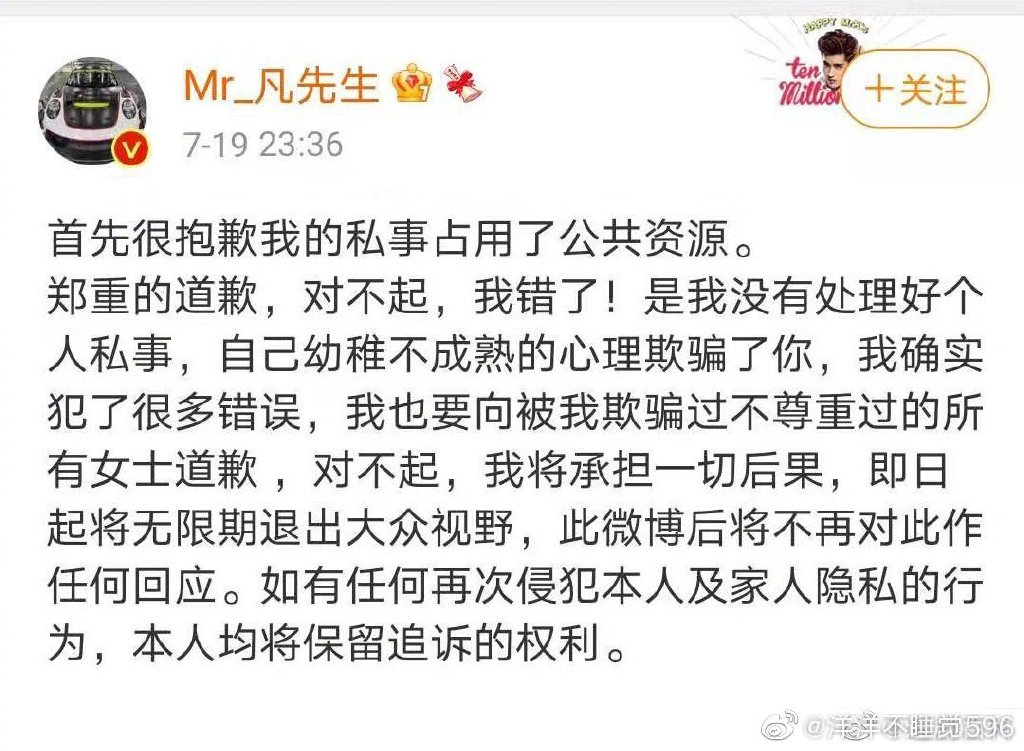 HAPPY Mr.X's
ten
Million
Mr_凡先生
+关注
7-19 23:36
首先很抱歉我的私事占用了公共资源。
郑重的道歉，对不起，我错了！是我没有处理好个
人私事，自己幼稚不成熟的心理欺骗了你，我确实
犯了很多错误，我也要向被我欺骗过不尊重过的所
有女士道歉 ，对不起，我将承担一切后果，即日
起将无限期退出大众视野，此微博后将不再对此作
任何回应。如有任何再次侵犯本人及家人隐私的行
为，本人均将保留追诉的权利。